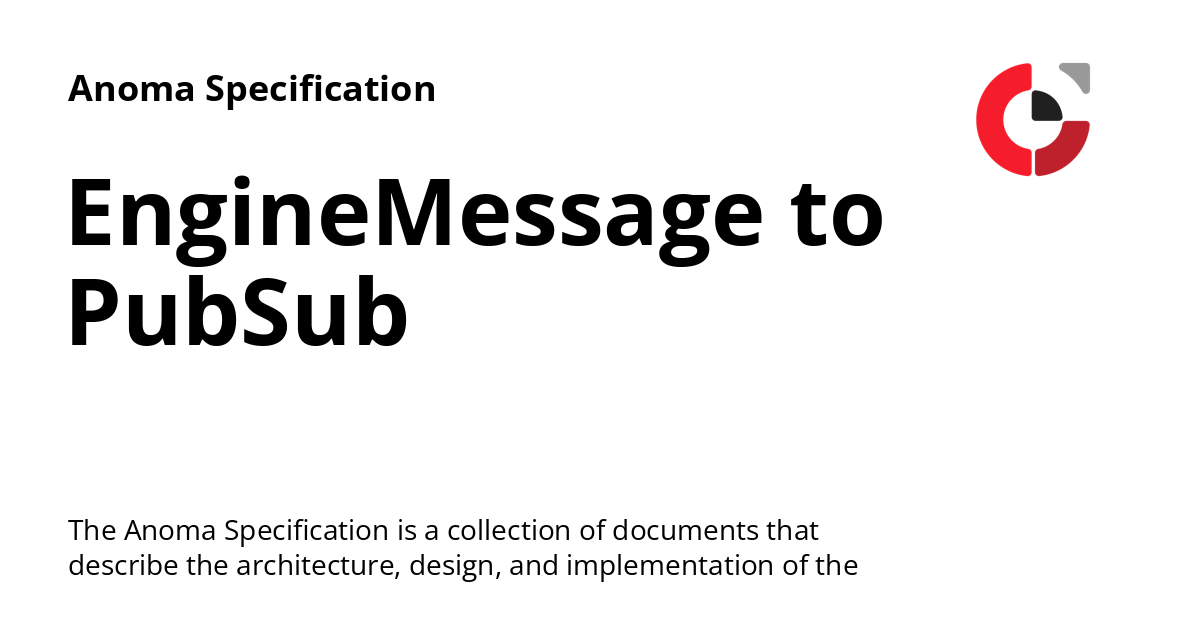 Anoma Specification
EngineMessage to
PubSub
The Anoma Specification is a collection of documents that
describe the architecture, design, and implementation of the